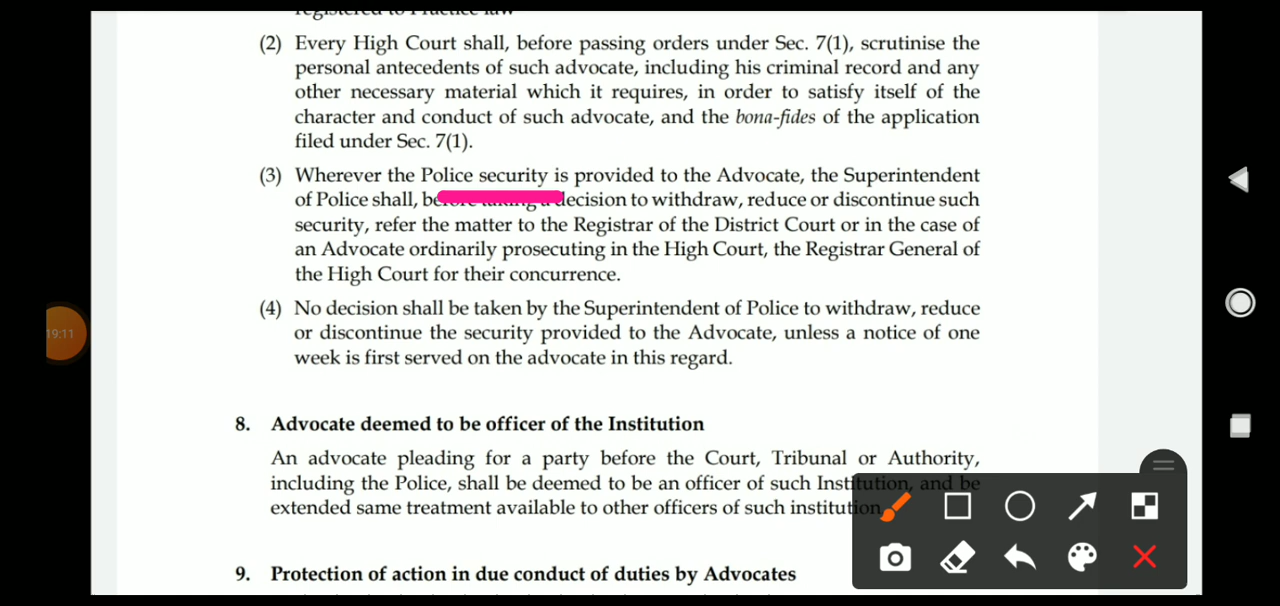 (2) Every High Court shall, before passing orders under Sec. 7(1), scrutinise the
personal antecedents of such advocate, including his criminal record and any
other necessary material which it requires, in order to satisfy itself of the
character and conduct of such advocate, and the bona-fides of the application
filed under Sec. 7(1).
(3) Wherever the Police security is provided to the Advocate, the Superintendent
of Police shall, before taking a decision to withdraw, reduce or discontinue such
security, refer the matter to the Registrar of the District Court or in the case of
an Advocate ordinarily prosecuting in the High Court, the Registrar General of
the High Court for their concurrence.
(4) No decision shall be taken by the Superintendent of Police to withdraw, reduce
or discontinue the security provided to the Advocate, unless a notice of one
week is first served on the advocate in this regard.
8. Advocate deemed to be officer of the Institution
An advocate pleading for a party before the Court, Tribunal or Authority,
including the Police, shall be deemed to be an officer of such Institution, and be
extended same treatment available to other officers of such institution
9. Protection of action in due conduct of duties by Advocates
19:11